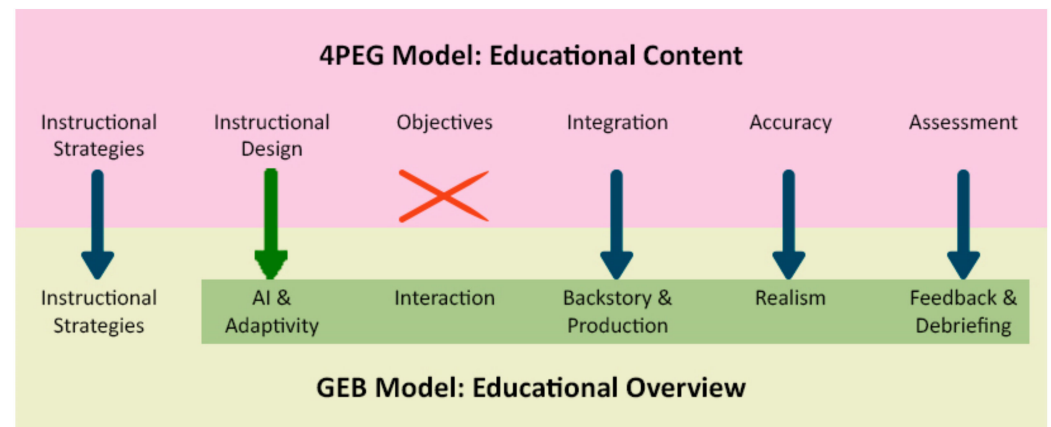 4PEG Model: Educational Content
Instructional
Strategies
Instructional
Design
Objectives
Integration
Accuracy
Assessment
Instructional
Strategies
AI &
Adaptivity
Interaction
Backstory &
Production
Realism
Feedback &
Debriefing
GEB Model: Educational Overview